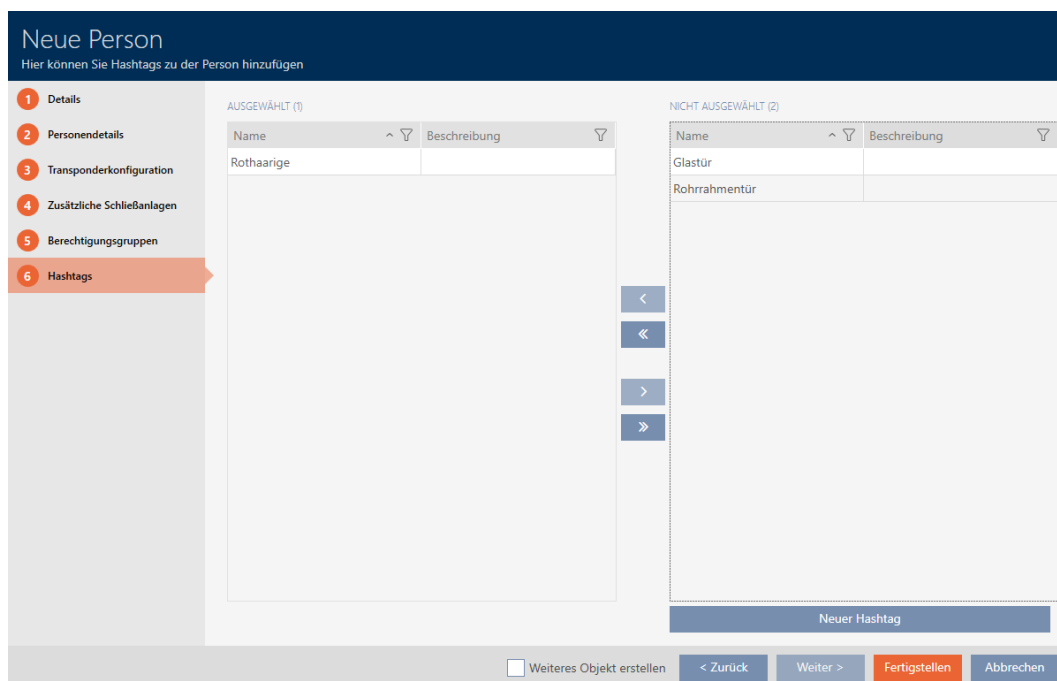 Neue Person
Hier können Sie Hashtags zu der Person hinzufügen
1 Details
2 Personendetails
3 Transponderkonfiguration
4 Zusätzliche Schließanlagen
5 Berechtigungsgruppen
6 Hashtags
AUSGEWÄHLT (1)
Name Beschreibung
Rothaarige
NICHT AUSGEWÄHLT (2)
Name Beschreibung
Glastür
Rohrrahmentür
Neuer Hashtag
Weiteres Objekt erstellen < Zurück Weiter > Fertigstellen Abbrechen